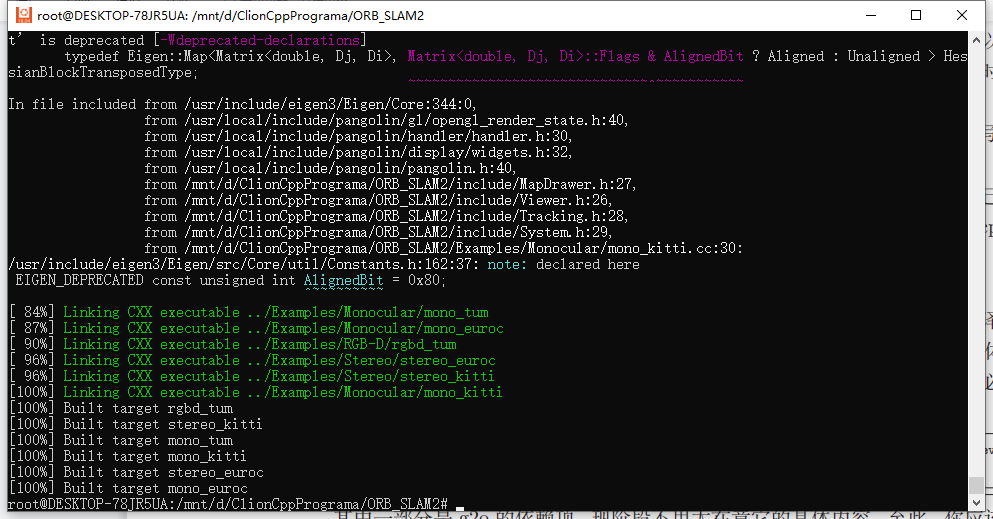 root@DESKTOP-78JR5UA: /mnt/d/ClionCppPrograma/ORB_SLAM2
t' is deprecated [-Wdeprecated-declarations]
typedef Eigen::Map<Matrix<double, Dj, Di>, Matrix<double, Dj, Di>::Flags & AlignedBit ? Aligned : Unaligned > Hes
sianBlockTransposedType;
~~~~~~~~~~~~~~~~~~~~~~~~~~~~~~^~~~~~~~~~~
In file included from /usr/include/eigen3/Eigen/Core:344:0,
from /usr/local/include/pangolin/gl/opengl_render_state.h:40,
from /usr/local/include/pangolin/handler/handler.h:30,
from /usr/local/include/pangolin/display/widgets.h:32,
from /usr/local/include/pangolin/pangolin.h:40,
from /mnt/d/ClionCppPrograma/ORB_SLAM2/include/MapDrawer.h:27,
from /mnt/d/ClionCppPrograma/ORB_SLAM2/include/Viewer.h:26,
from /mnt/d/ClionCppPrograma/ORB_SLAM2/include/Tracking.h:28,
from /mnt/d/ClionCppPrograma/ORB_SLAM2/include/System.h:29,
from /mnt/d/ClionCppPrograma/ORB_SLAM2/Examples/Monocular/mono_kitti.cc:30:
/usr/include/eigen3/Eigen/src/Core/util/Constants.h:162:37: note: declared here
EIGEN_DEPRECATED const unsigned int AlignedBit = 0x80;
^~~~~~~~~~
[ 84%] Linking CXX executable ../Examples/Monocular/mono_tum
[ 87%] Linking CXX executable ../Examples/Monocular/mono_euroc
[ 90%] Linking CXX executable ../Examples/RGB-D/rgbd_tum
[ 96%] Linking CXX executable ../Examples/Stereo/stereo_euroc
[ 96%] Linking CXX executable ../Examples/Stereo/stereo_kitti
[100%] Linking CXX executable ../Examples/Monocular/mono_kitti
[100%] Built target rgbd_tum
[100%] Built target stereo_kitti
[100%] Built target mono_tum
[100%] Built target mono_kitti
[100%] Built target stereo_euroc
[100%] Built target mono_euroc
root@DESKTOP-78JR5UA:/mnt/d/ClionCppPrograma/ORB_SLAM2#